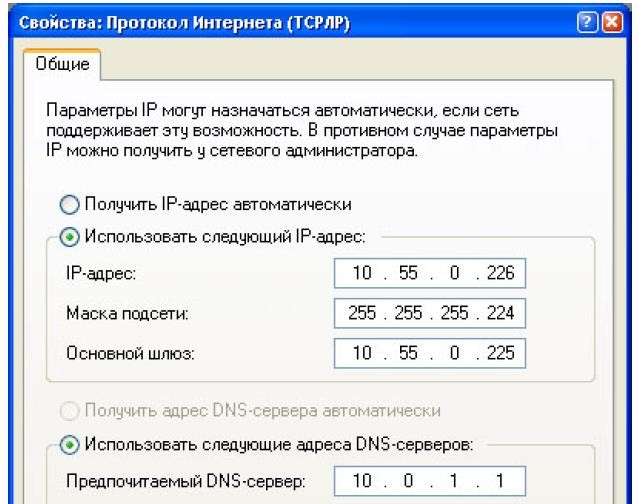 Свойства: Протокол Интернета (TCP/IP)
Общие
Параметры IP могут назначаться автоматически, если сеть
поддерживает эту возможность. В противном случае параметры
IP можно получить у сетевого администратора.
Получить IP-адрес автоматически
Использовать следующий IP-адрес:
IP-адрес: 10 . 55 . 0 . 226
Маска подсети: 255 . 255 . 255 . 224
Основной шлюз: 10 . 55 . 0 . 225
Получить адрес DNS-сервера автоматически
Использовать следующие адреса DNS-серверов:
Предпочитаемый DNS-сервер: 10 . 0 . 1 . 1